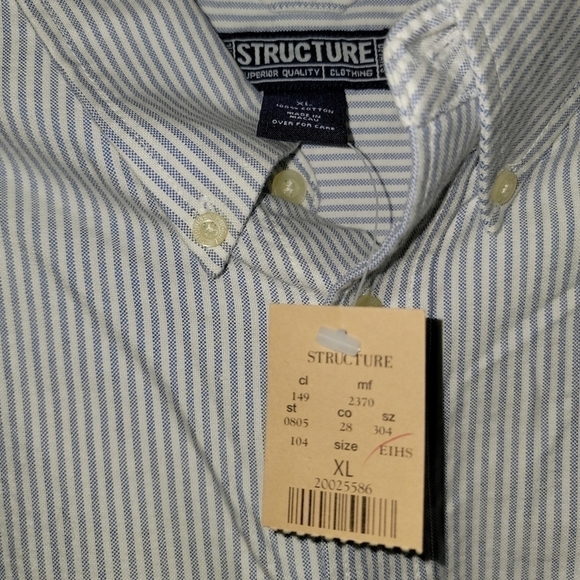 STRUCTURE
SUPERIOR QUALITY CLOTHING
XL
100% COTTON
MADE IN
MACAU
OVER FOR CARE
STRUCTURE
cl mf
149 2370
st co sz
0805 28 304
104 size EIHS
XL
20025586